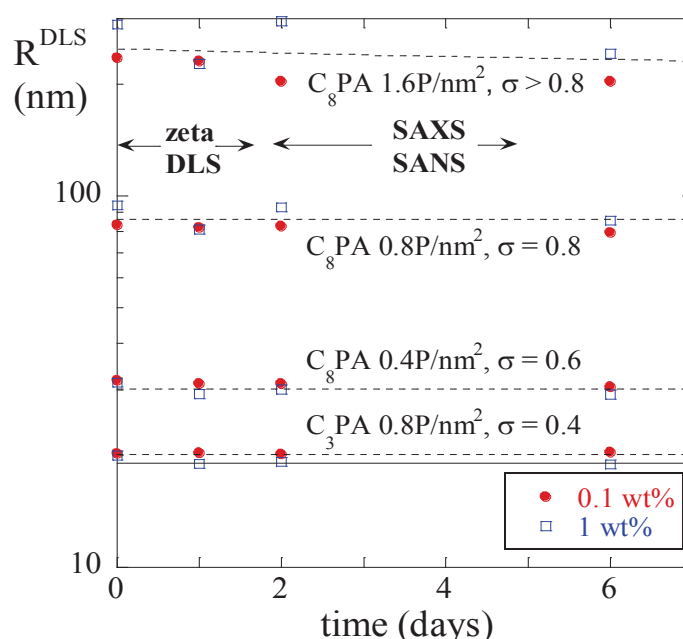 R^DLS
(nm)
C₈PA 1.6P/nm², σ > 0.8
zeta
DLS
SAXS
SANS
100
C₈PA 0.8P/nm², σ = 0.8
C₈PA 0.4P/nm², σ = 0.6
C₃PA 0.8P/nm², σ = 0.4
0.1 wt%
1 wt%
10
0 2 4 6
time (days)